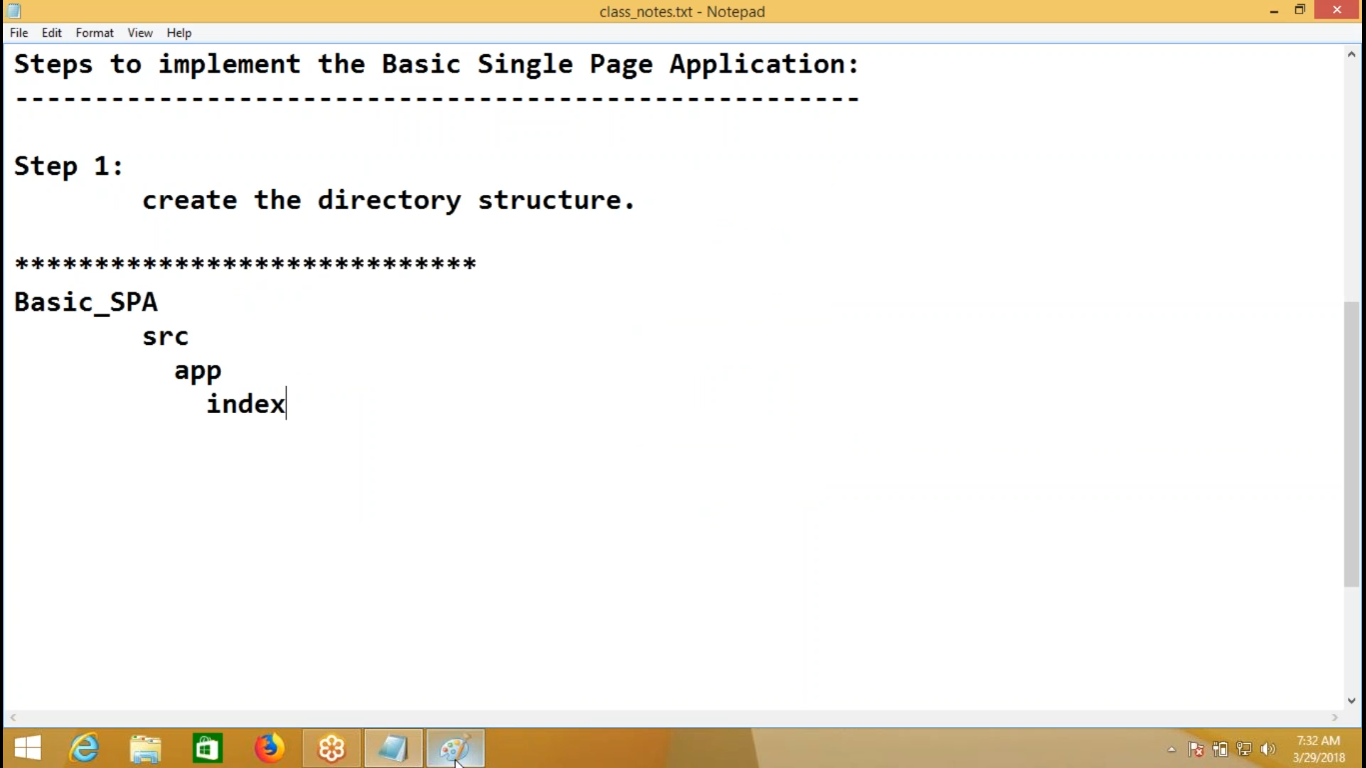 class_notes.txt - Notepad
File Edit Format View Help
Steps to implement the Basic Single Page Application:
-----------------------------------------------------
Step 1:
create the directory structure.
*****************************
Basic_SPA
src
app
index
7:32 AM
3/29/2018